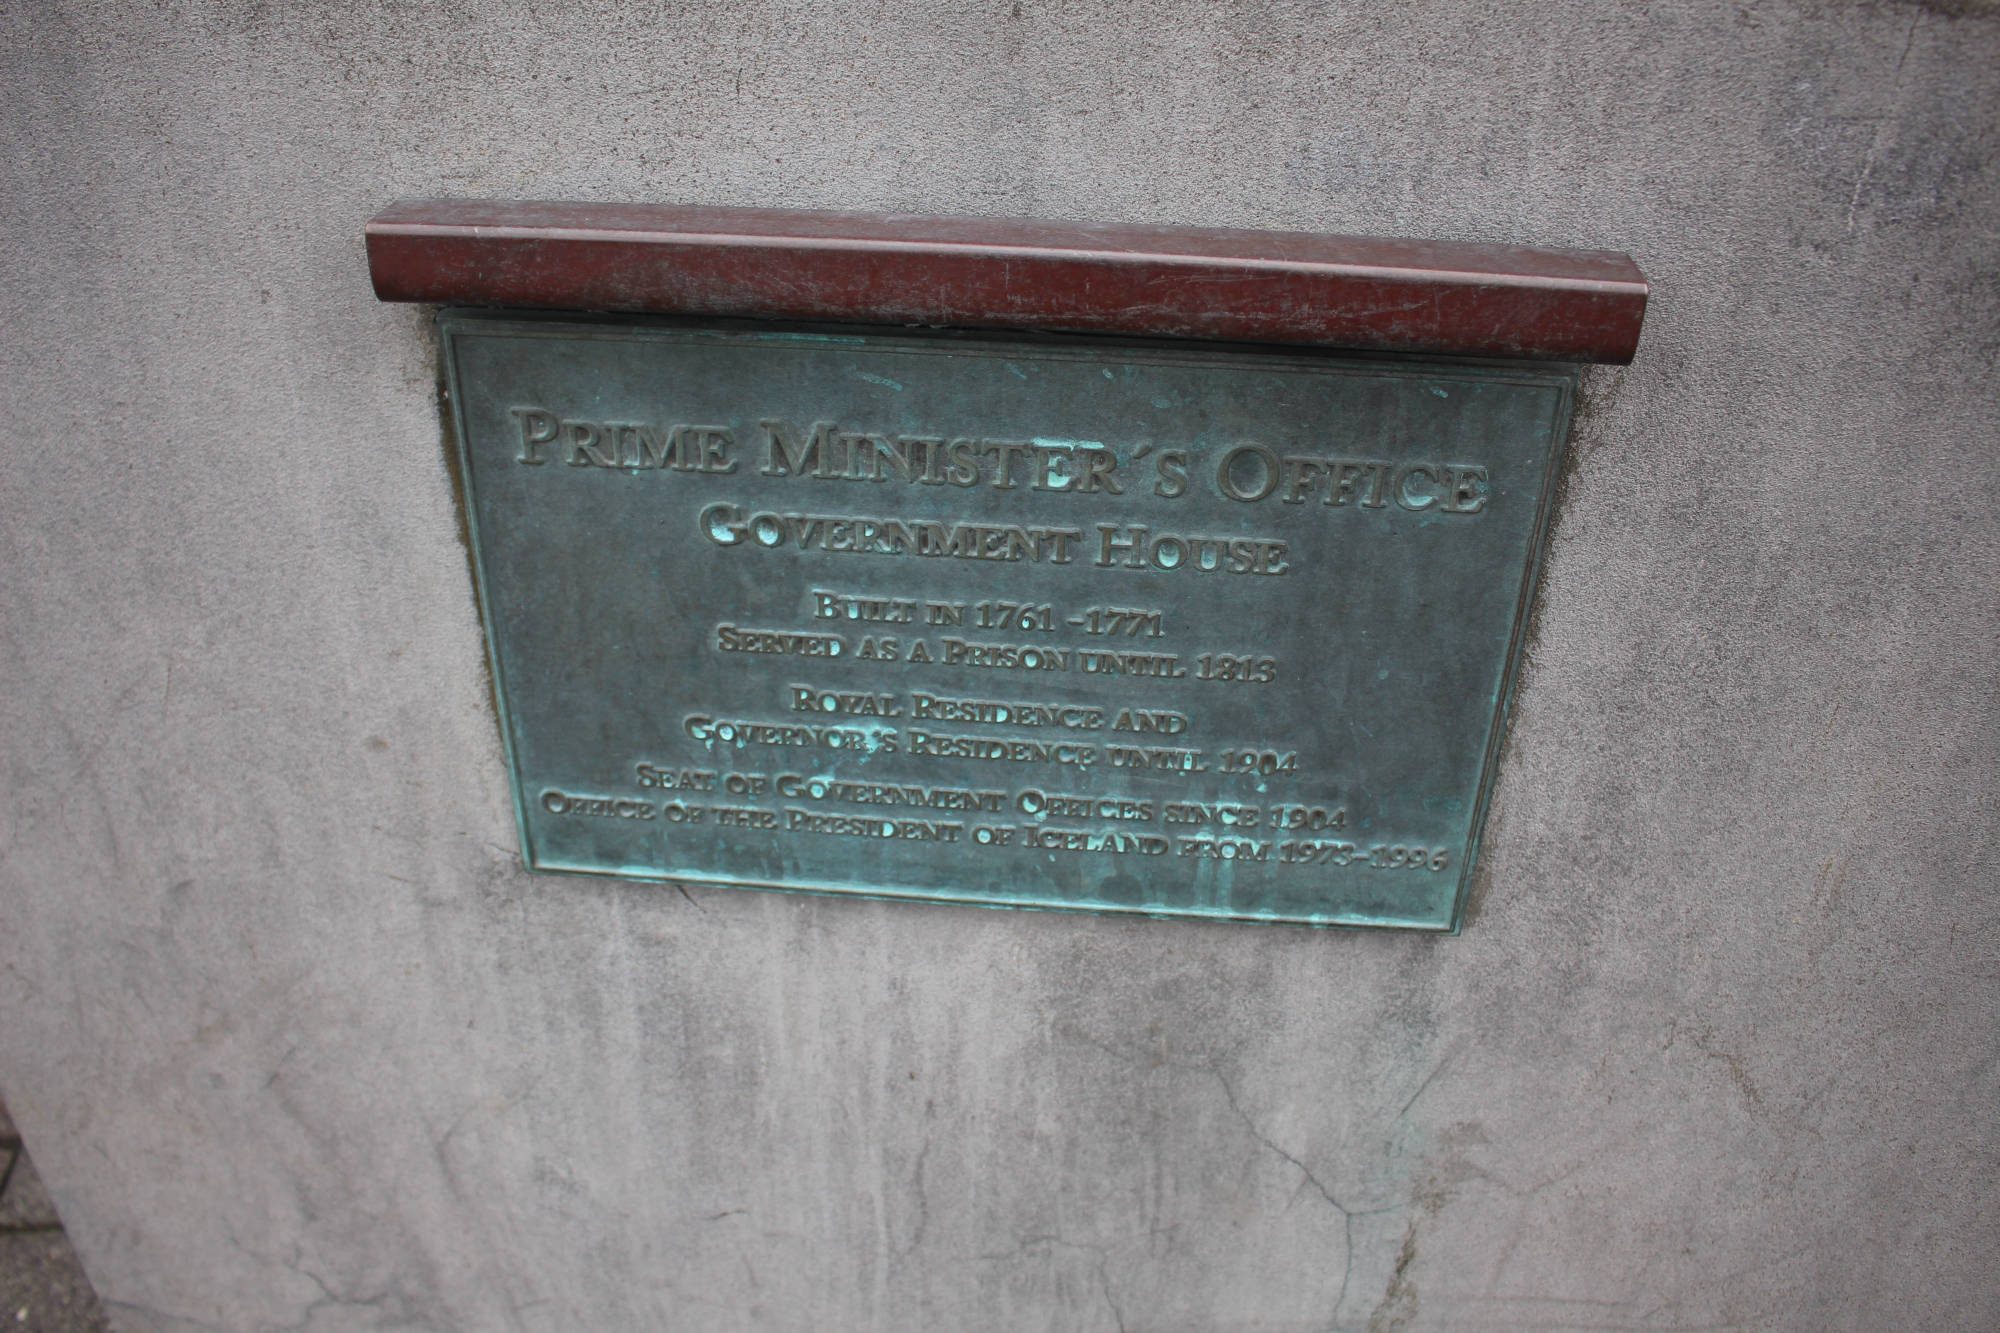 Prime Minister´s Office
Government House
Built in 1761 -1771
Served as a Prison until 1813
Royal Residence and
Governor´s Residence until 1904
Seat of Government Offices since 1904
Office of the President of Iceland from 1973-1996